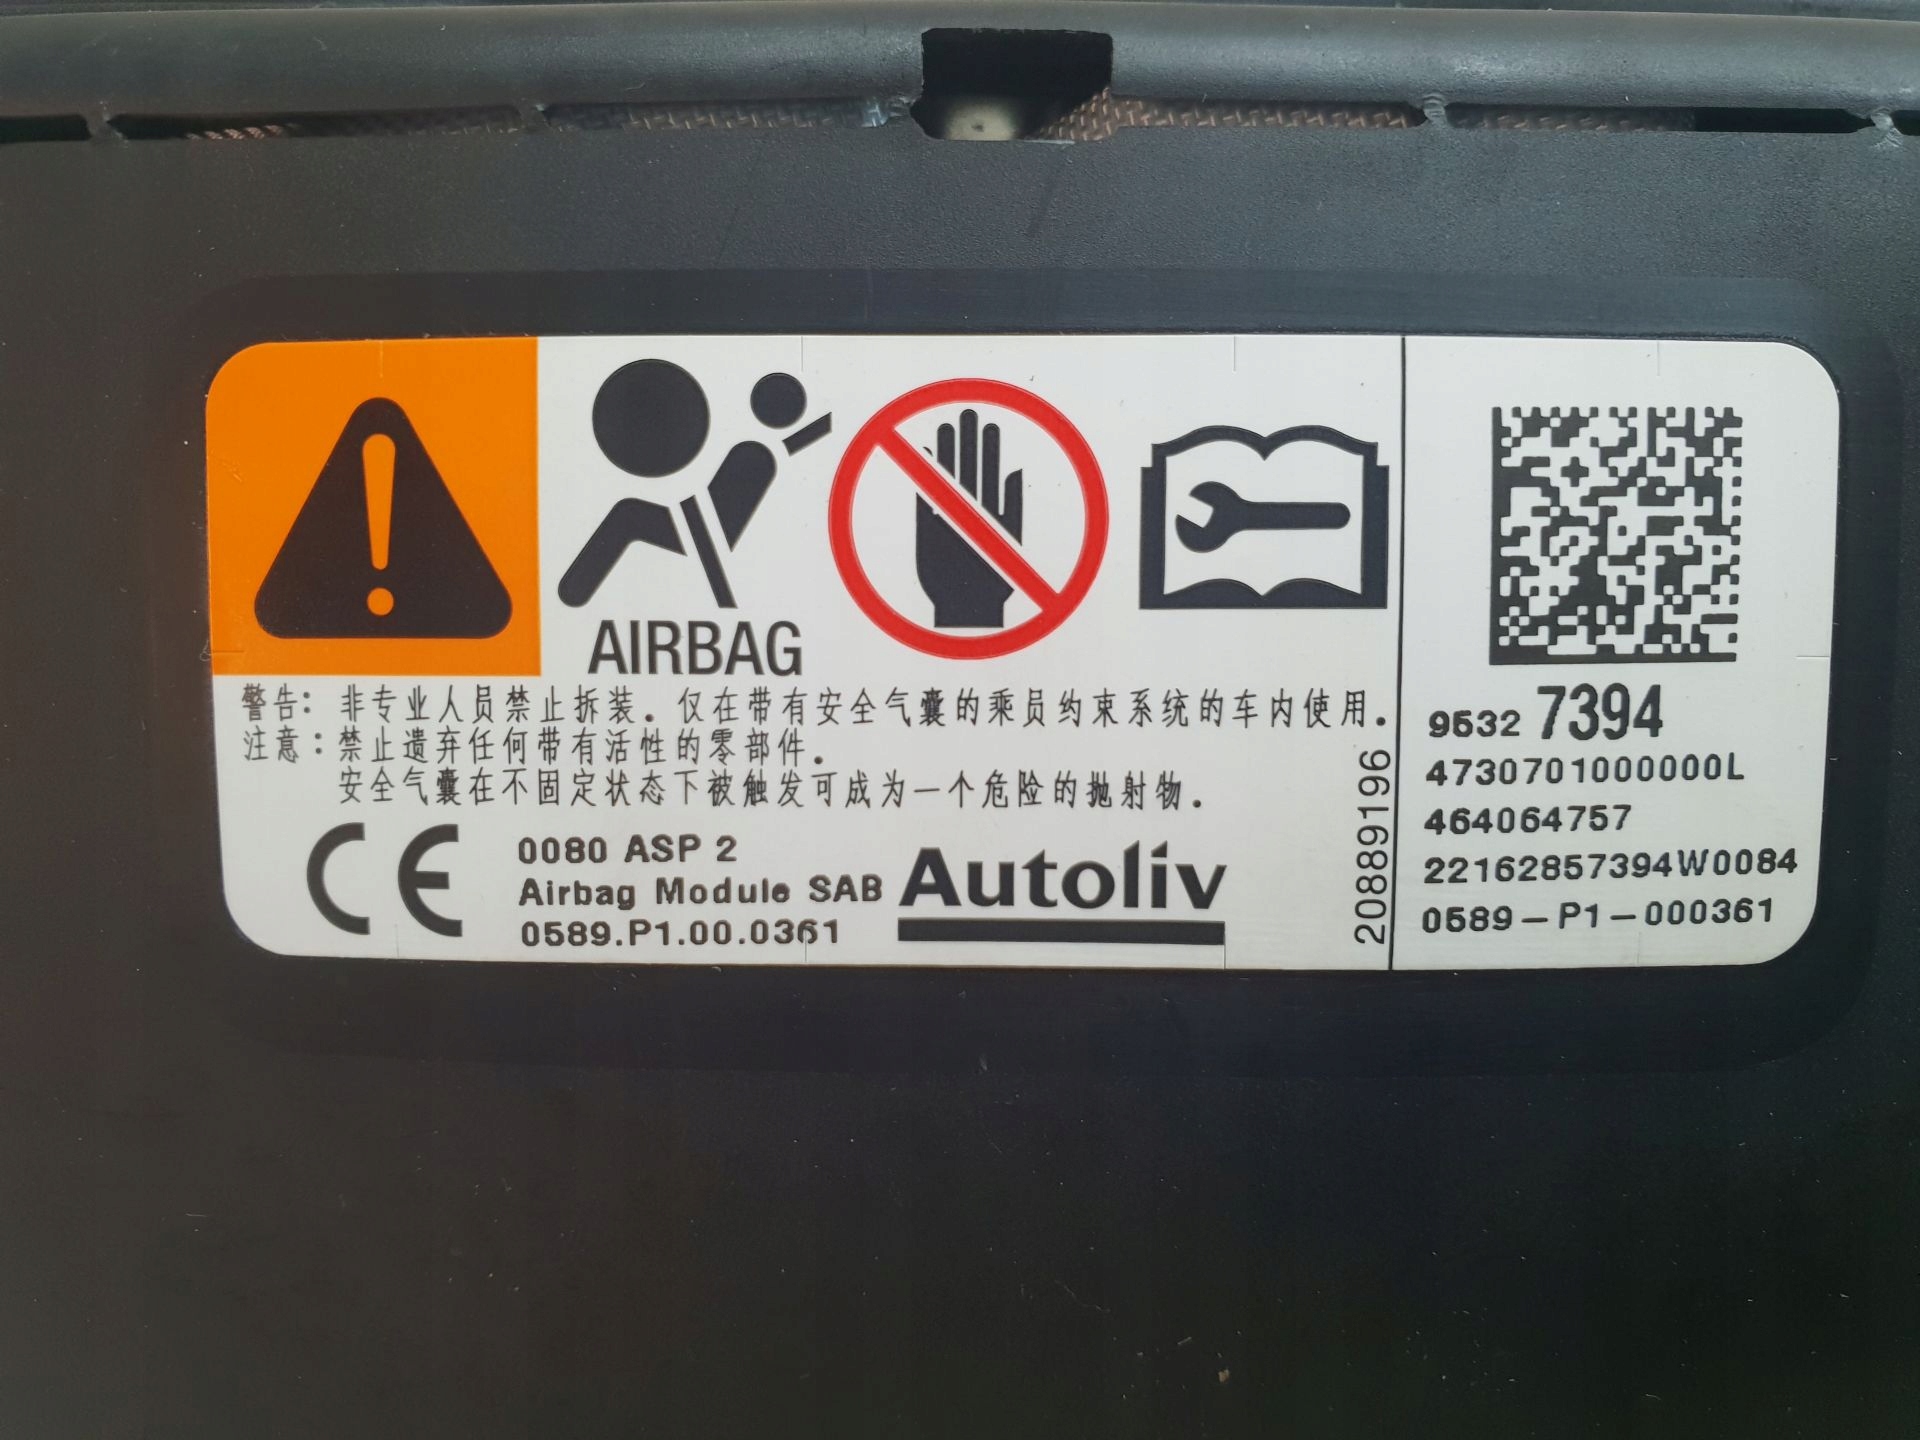 AIRBAG
警告：非专业人员禁止拆装。仅在带有安全气囊的乘员约束系统的车内使用。
注意：禁止遗弃任何带有活性的零部件。
安全气囊在不固定状态下被触发可成为一个危险的抛射物。
CE
0080 ASP 2
Airbag Module SAB
0589.P1.00.0361
Autoliv
20889196
9532 7394
4730701000000L
464064757
22162857394W0084
0589-P1-000361